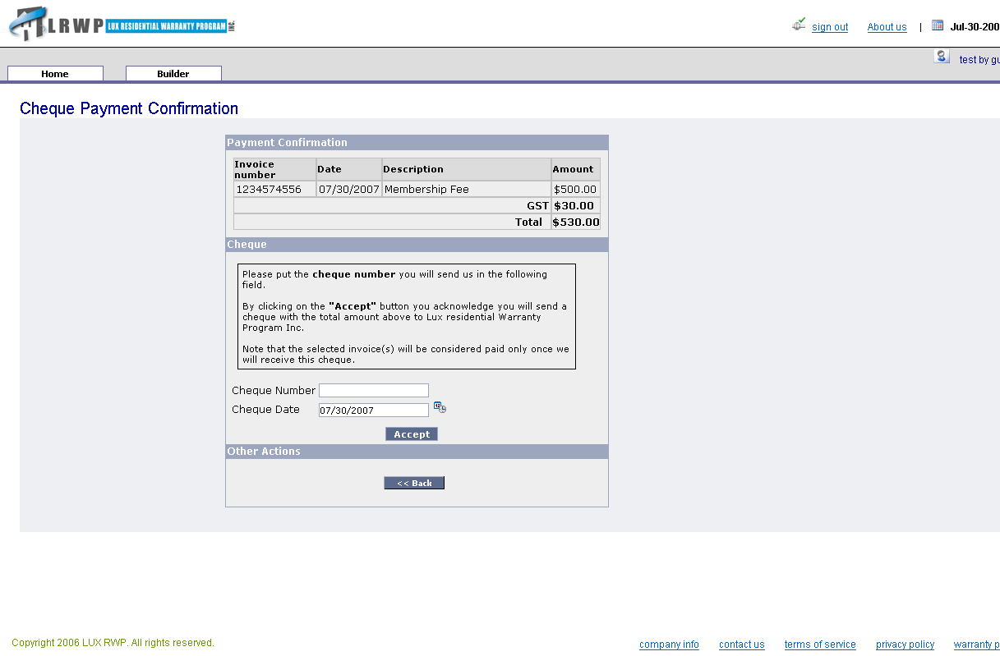 LRWP LUX RESIDENTIAL WARRANTY PROGRAM INC.
sign out About us | Jul-30-200
test by gu
Home Builder
Cheque Payment Confirmation
Payment Confirmation
Invoice number Date Description Amount
1234574556 07/30/2007 Membership Fee $500.00
GST $30.00
Total $530.00
Cheque
Please put the cheque number you will send us in the following
field.
By clicking on the "Accept" button you acknowledge you will send a
cheque with the total amount above to Lux residential Warranty
Program Inc.
Note that the selected invoice(s) will be considered paid only once we
will receive this cheque.
Cheque Number
Cheque Date 07/30/2007
Accept
Other Actions
<< Back
Copyright 2006 LUX RWP. All rights reserved.
company info contact us terms of service privacy policy warranty p